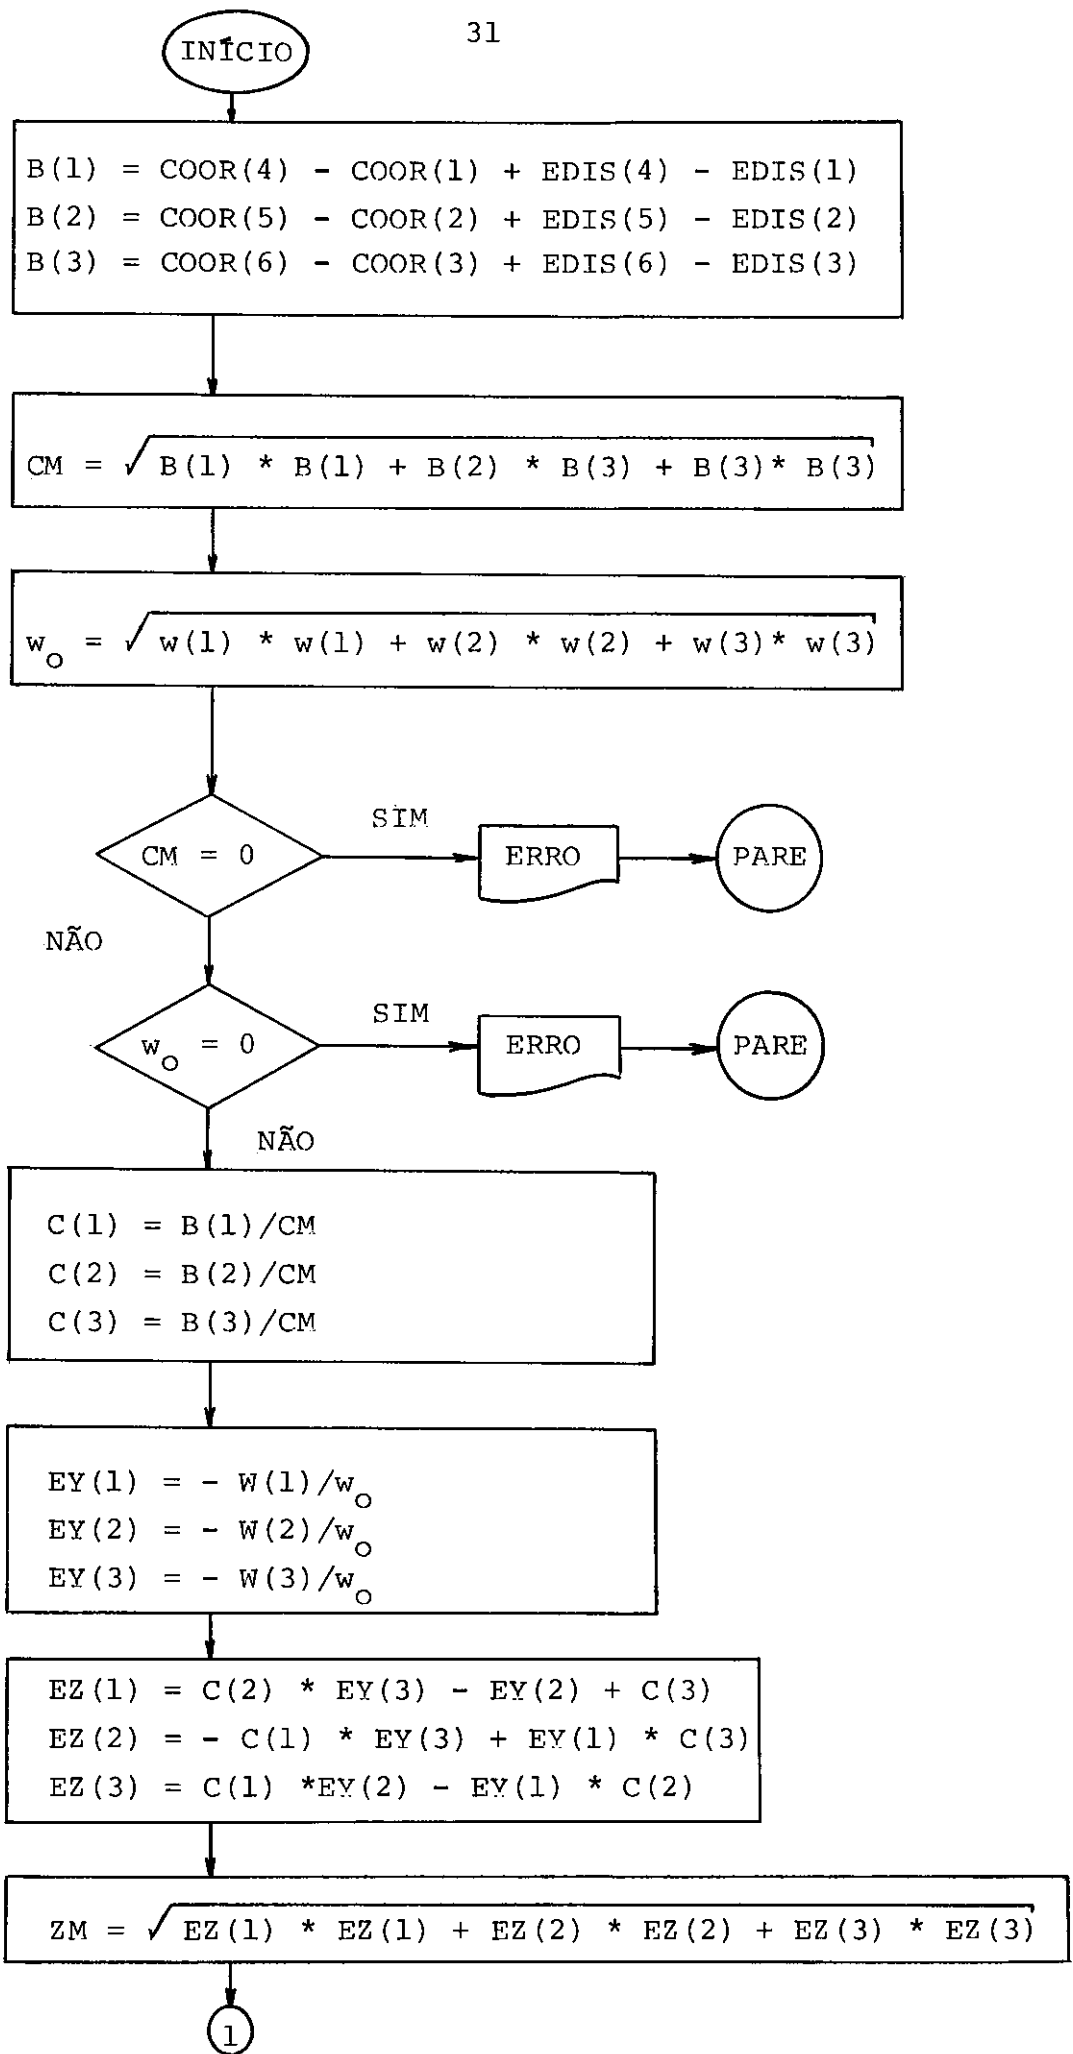 31
INÍCIO
B(1) = COOR(4) - COOR(1) + EDIS(4) - EDIS(1)
B(2) = COOR(5) - COOR(2) + EDIS(5) - EDIS(2)
B(3) = COOR(6) - COOR(3) + EDIS(6) - EDIS(3)
CM = √ B(1) * B(1) + B(2) * B(3) + B(3)* B(3)
w_o = √ w(1) * w(1) + w(2) * w(2) + w(3)* w(3)
CM = 0
SIM
ERRO
PARE
NÃO
w_o = 0
SIM
ERRO
PARE
NÃO
C(1) = B(1)/CM
C(2) = B(2)/CM
C(3) = B(3)/CM
EY(1) = - W(1)/w_o
EY(2) = - W(2)/w_o
EY(3) = - W(3)/w_o
EZ(1) = C(2) * EY(3) - EY(2) + C(3)
EZ(2) = - C(1) * EY(3) + EY(1) * C(3)
EZ(3) = C(1) *EY(2) - EY(1) * C(2)
ZM = √ EZ(1) * EZ(1) + EZ(2) * EZ(2) + EZ(3) * EZ(3)
1